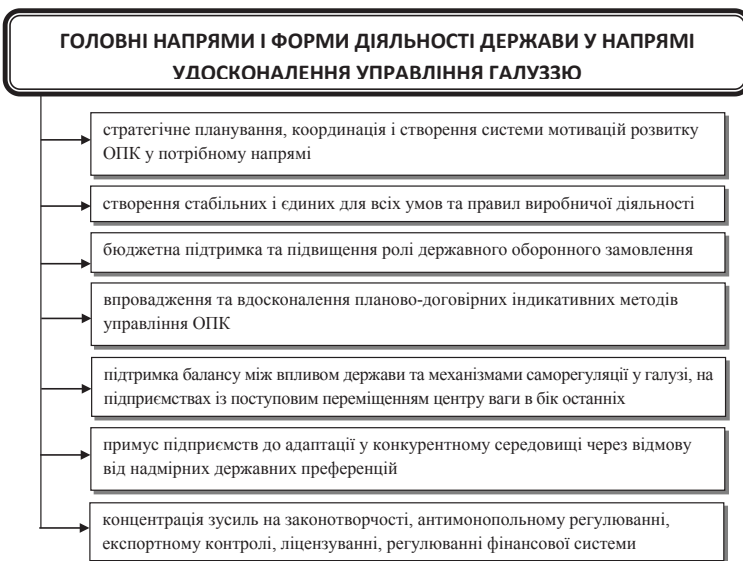 ГОЛОВНІ НАПРЯМИ І ФОРМИ ДІЯЛЬНОСТІ ДЕРЖАВИ У НАПРЯМІ
УДОСКОНАЛЕННЯ УПРАВЛІННЯ ГАЛУЗЗЮ
стратегічне планування, координація і створення системи мотивацій розвитку
ОПК у потрібному напрямі
створення стабільних і єдиних для всіх умов та правил виробничої діяльності
бюджетна підтримка та підвищення ролі державного оборонного замовлення
впровадження та вдосконалення планово-договірних індикативних методів
управління ОПК
підтримка балансу між впливом держави та механізмами саморегуляції у галузі, на
підприємствах із поступовим переміщенням центру ваги в бік останніх
примус підприємств до адаптації у конкурентному середовищі через відмову
від надмірних державних преференцій
концентрація зусиль на законотворчості, антимонопольному регулюванні,
експортному контролі, ліцензуванні, регулюванні фінансової системи